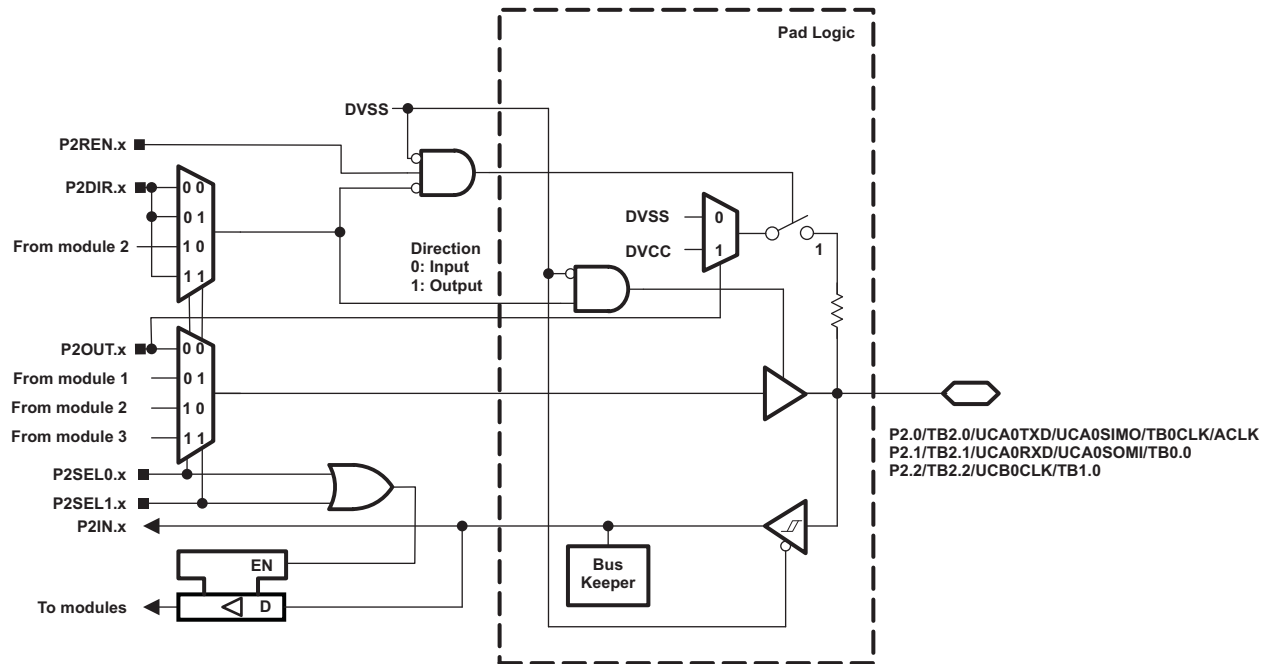 Pad Logic
DVSS
P2REN.x
P2DIR.x
0 0
0 1
From module 2
1 0
1 1
Direction
0: Input
1: Output
DVSS
0
DVCC
1
1
P2OUT.x
0 0
From module 1
0 1
From module 2
1 0
From module 3
1 1
P2.0/TB2.0/UCA0TXD/UCA0SIMO/TB0CLK/ACLK
P2.1/TB2.1/UCA0RXD/UCA0SOMI/TB0.0
P2.2/TB2.2/UCB0CLK/TB1.0
P2SEL0.x
P2SEL1.x
P2IN.x
Bus
Keeper
EN
To modules
D